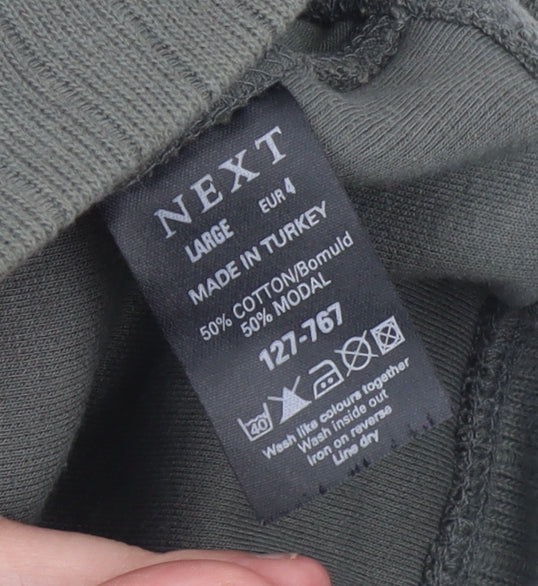 NEXT
LARGE EUR 4
MADE IN TURKEY
50% COTTON/Bomuld
50% MODAL
127-767
40
Wash like colours together
Wash inside out
iron on reverse
Line dry